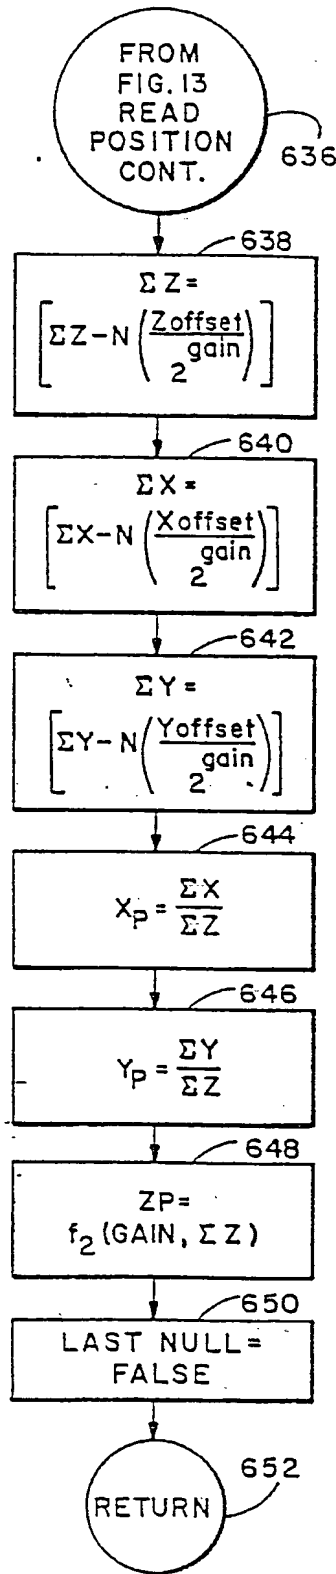 FROM
FIG. 13
READ
POSITION
CONT.
636
638
ΣZ=
[ΣZ-N(Zoffset/2^gain)]
640
ΣX=
[ΣX-N(Xoffset/2^gain)]
642
ΣY=
[ΣY-N(Yoffset/2^gain)]
644
X_P = ΣX/ΣZ
646
Y_P = ΣY/ΣZ
648
ZP=
f_2(GAIN, ΣZ)
650
LAST NULL=
FALSE
652
RETURN